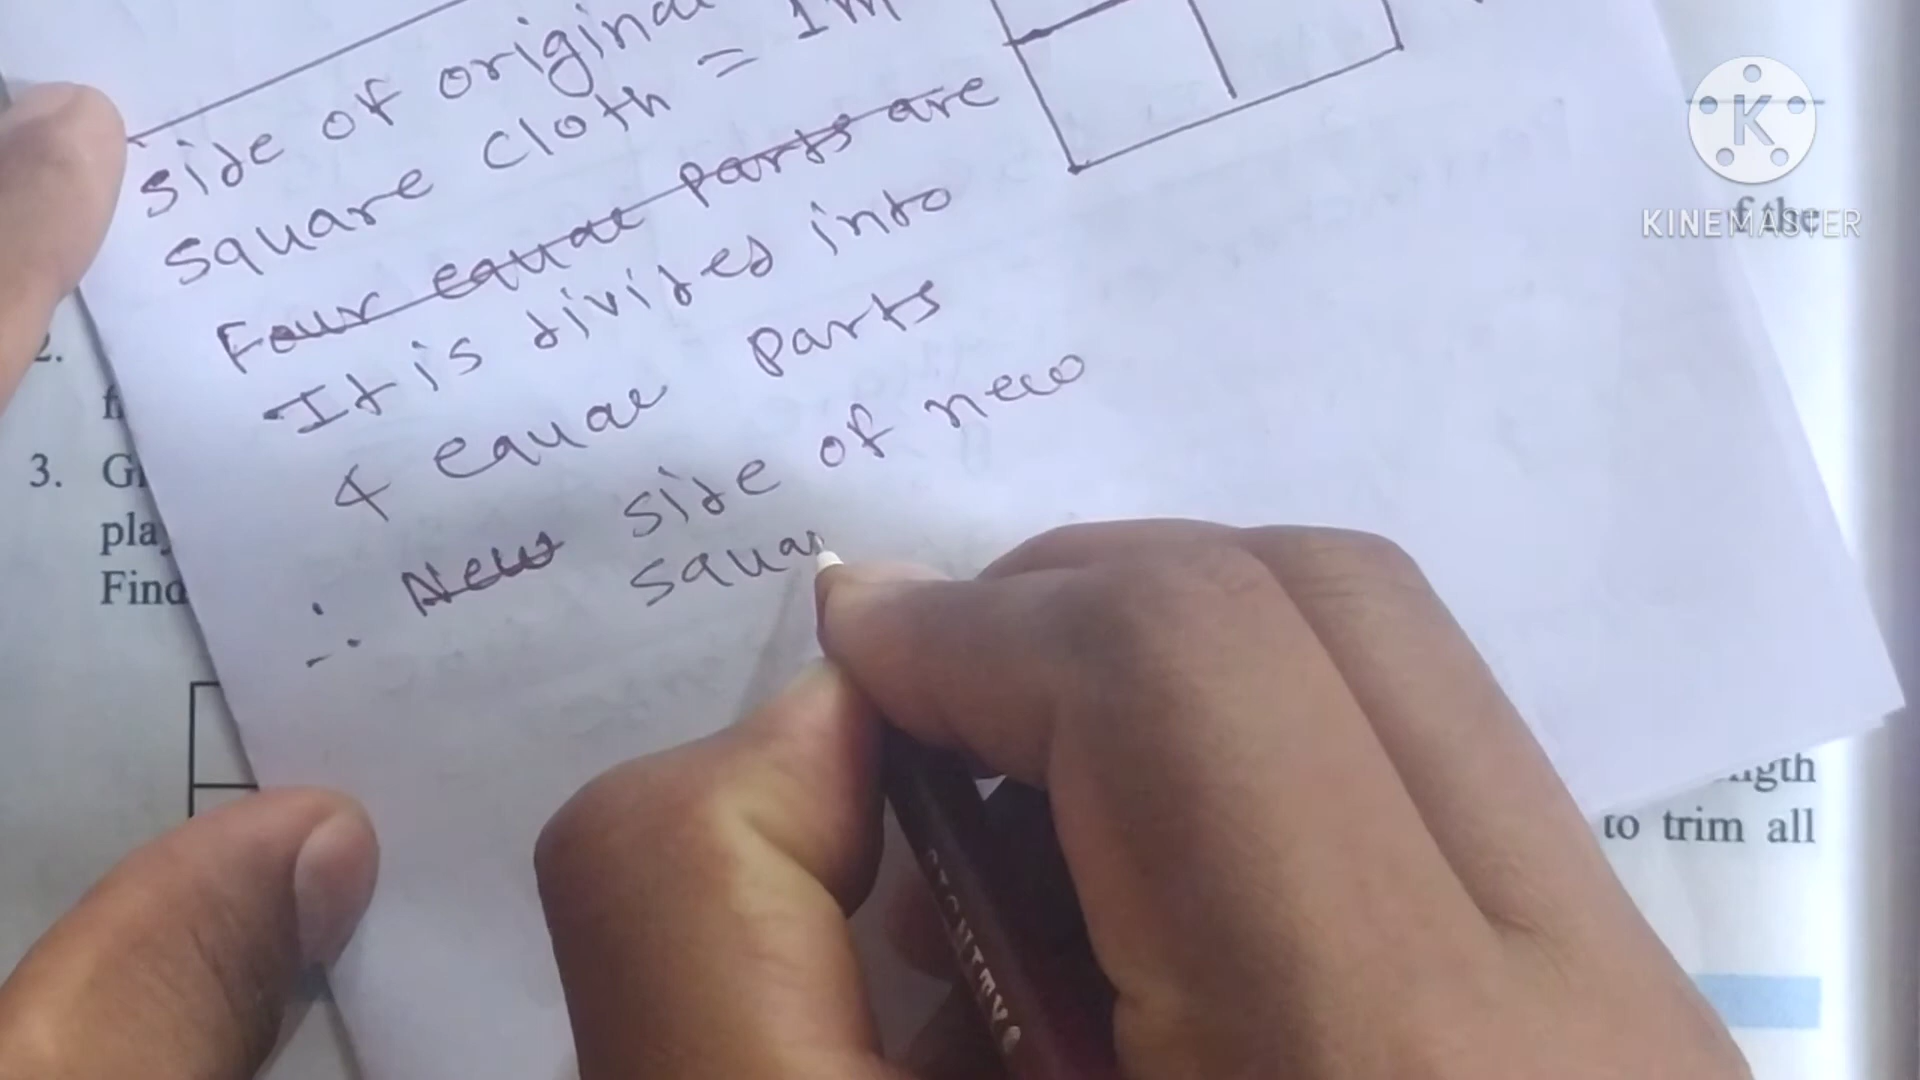 side of original
square cloth = 1m
Four equal parts are
It is divides into
4 equal parts
∴ New side of new
squar
K
KINEMASTER
f the
2.
3. G
pla
Find
ngth
to trim all